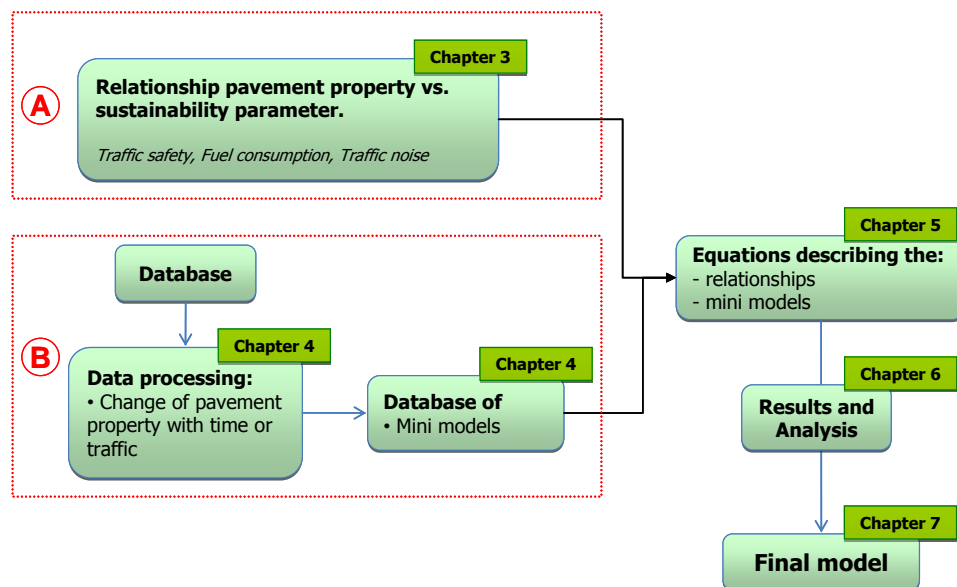 Chapter 3
Relationship pavement property vs.
sustainability parameter.
Traffic safety, Fuel consumption, Traffic noise
A
B
Database
Chapter 4
Data processing:
• Change of pavement
property with time or
traffic
Chapter 4
Database of
• Mini models
Chapter 5
Equations describing the:
- relationships
- mini models
Chapter 6
Results and
Analysis
Chapter 7
Final model